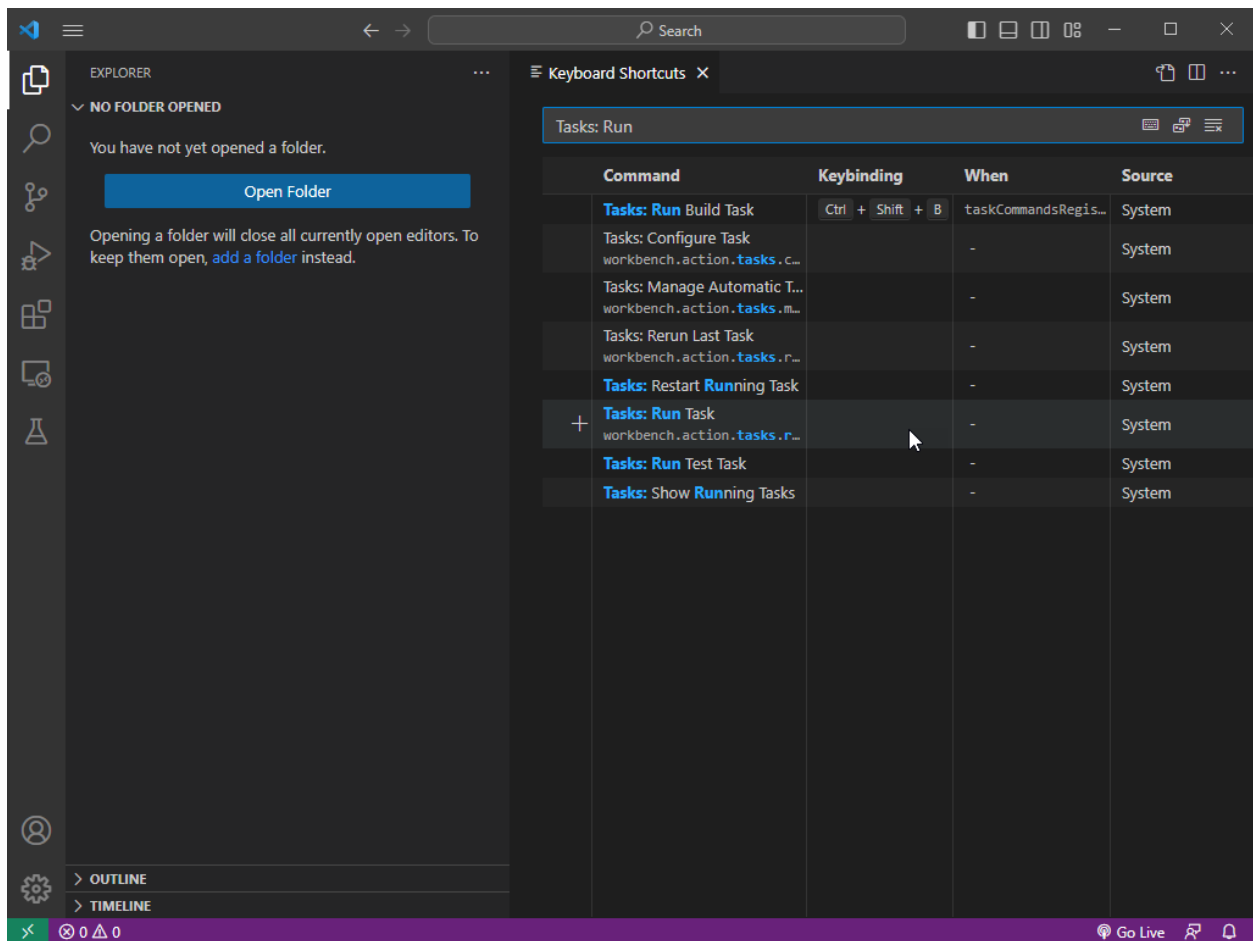 Search
EXPLORER
Keyboard Shortcuts
NO FOLDER OPENED
You have not yet opened a folder.
Open Folder
Opening a folder will close all currently open editors. To
keep them open, add a folder instead.
Tasks: Run
Command Keybinding When Source
Tasks: Run Build Task Ctrl + Shift + B taskCommandsRegis... System
Tasks: Configure Task
workbench.action.tasks.c... - System
Tasks: Manage Automatic T...
workbench.action.tasks.m... - System
Tasks: Rerun Last Task
workbench.action.tasks.r... - System
Tasks: Restart Running Task - System
Tasks: Run Task
workbench.action.tasks.r... - System
Tasks: Run Test Task - System
Tasks: Show Running Tasks - System
OUTLINE
TIMELINE
0 0 Go Live